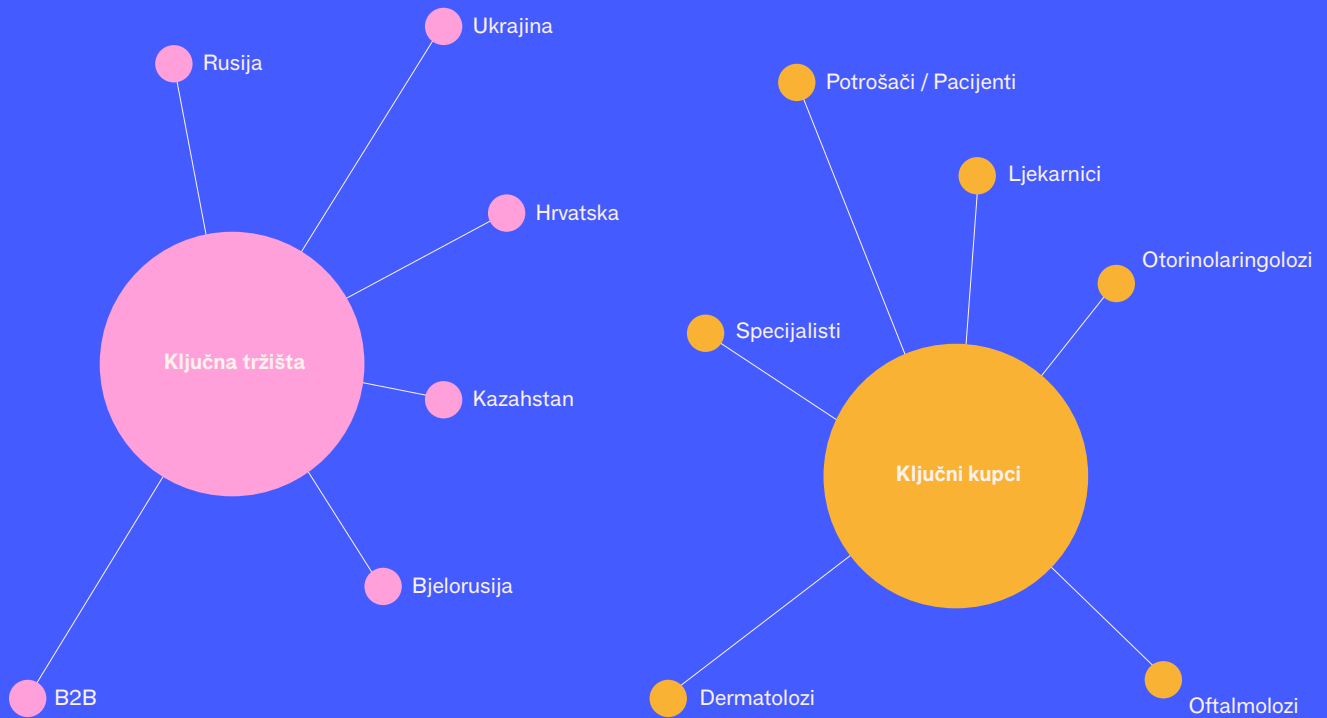 Ukrajina
Rusija
Hrvatska
Ključna tržišta
Kazahstan
Bjelorusija
B2B
Potrošači / Pacijenti
Ljekarnici
Otorinolaringolozi
Specijalisti
Ključni kupci
Dermatolozi
Oftalmolozi